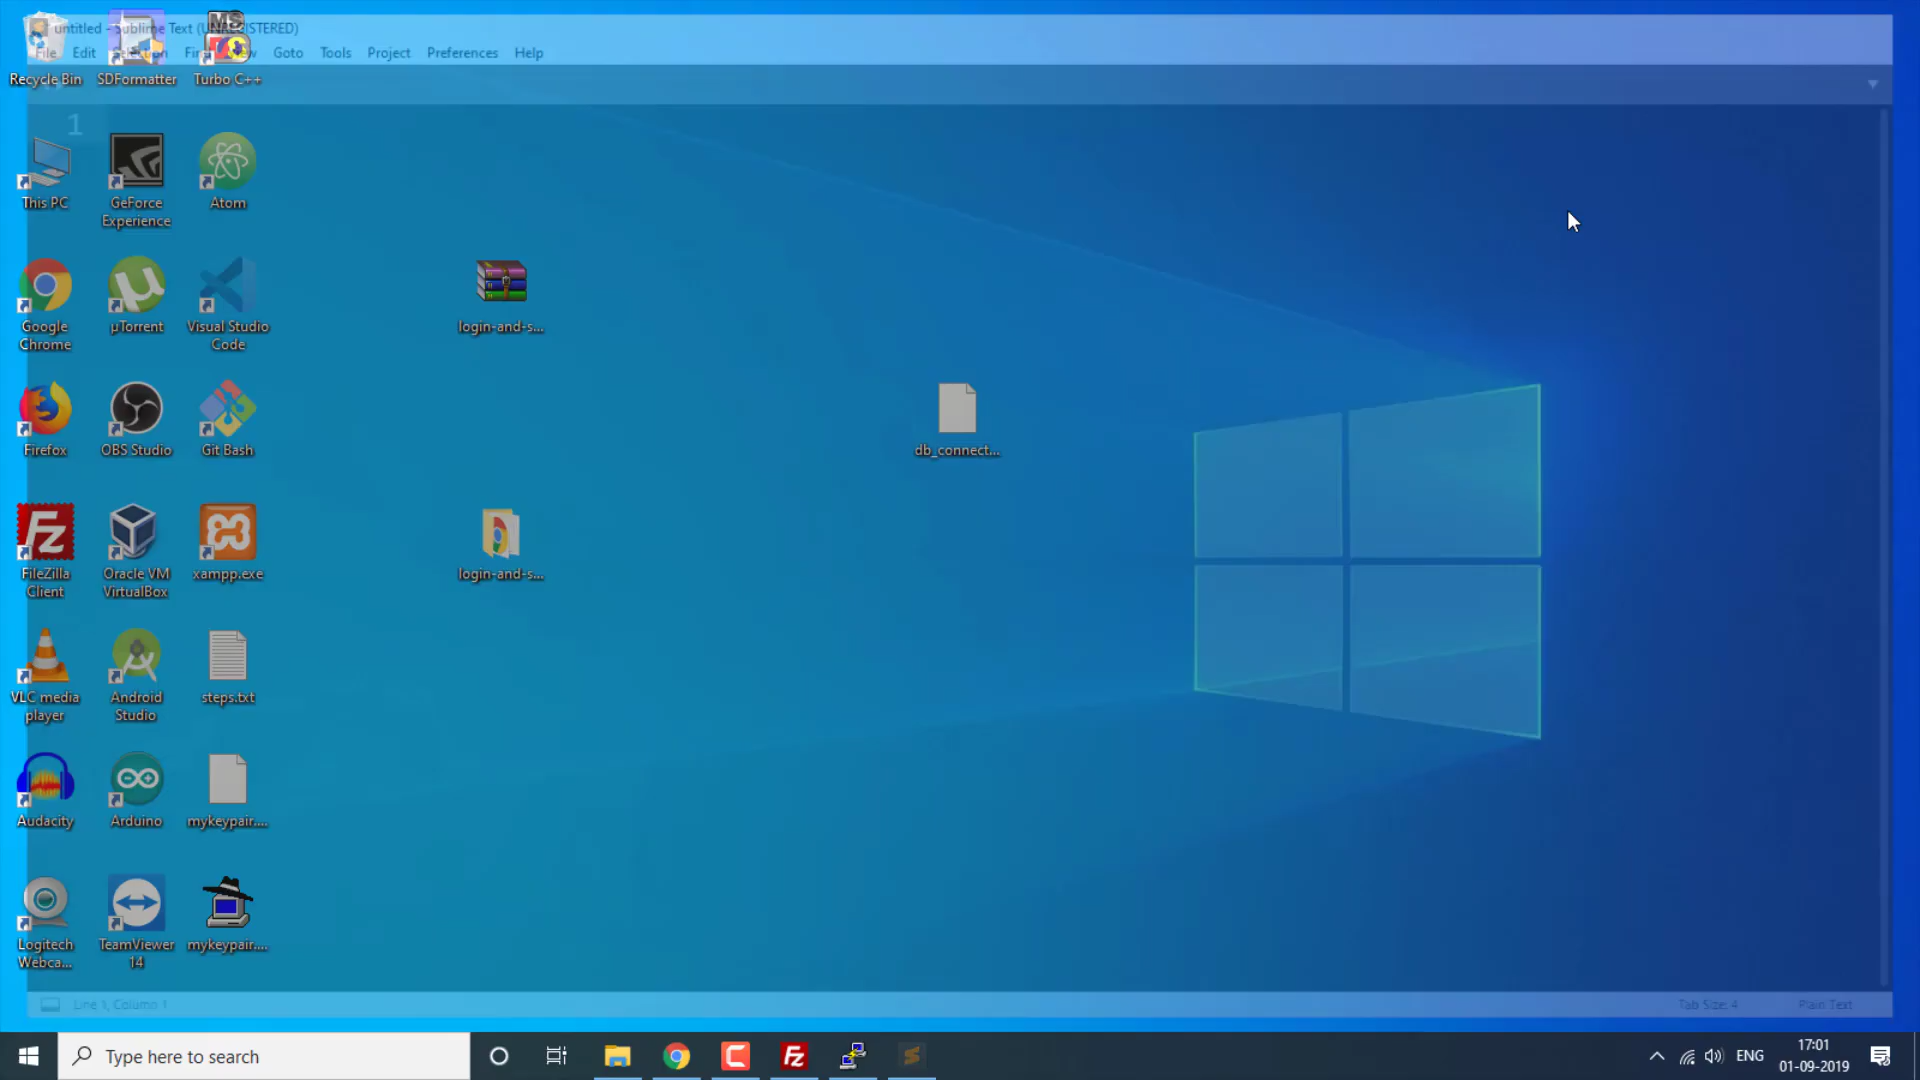 untitled - Sublime Text (UNREGISTERED)
File Edit Selection Find View Goto Tools Project Preferences Help
Recycle Bin
SDFormatter
MS
Turbo C++
1
This PC
GeForce
Experience
Atom
Google
Chrome
µTorrent
Visual Studio
Code
login-and-s...
Firefox
OBS Studio
Git Bash
db_connect...
FileZilla
Client
Oracle VM
VirtualBox
xampp.exe
login-and-s...
VLC media
player
Android
Studio
steps.txt
Audacity
Arduino
mykeypair....
Logitech
Webca...
TeamViewer
14
mykeypair....
Line 1, Column 1
Tab Size: 4
Plain Text
Type here to search
ENG
17:01
01-09-2019